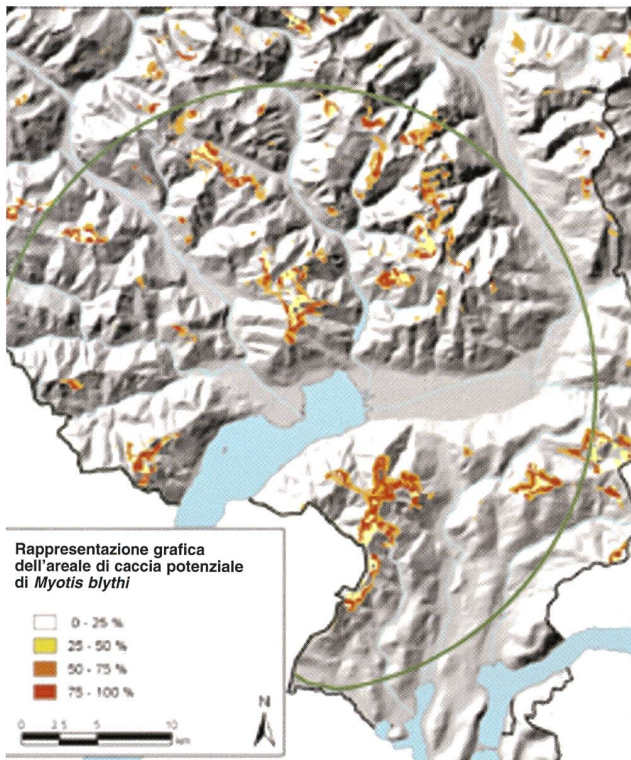 Rappresentazione grafica
dell'areale di caccia potenziale
di Myotis blythi
0 - 25 %
25 - 50 %
50 - 75 %
75 - 100 %
N
0 2.5 5 10
km